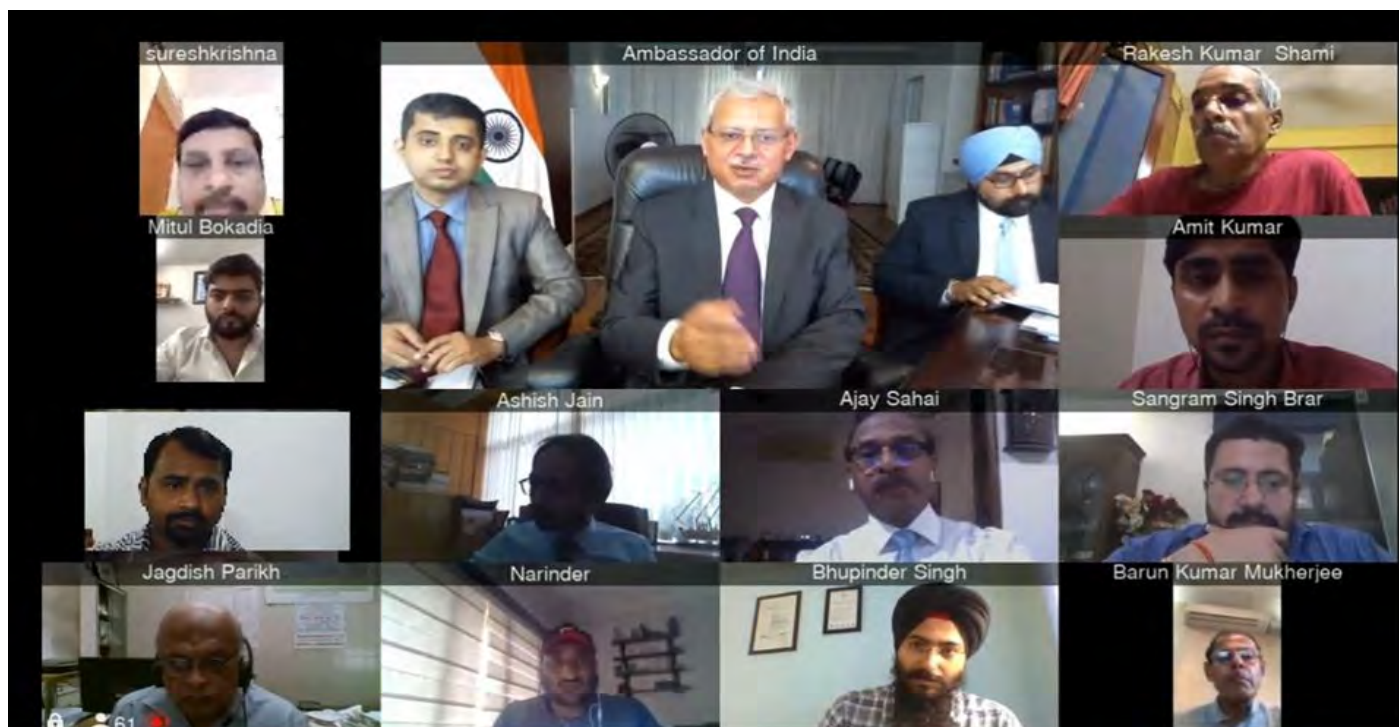 sureshkrishna
Ambassador of India
Rakesh Kumar Shami
Mitul Bokadia
Amit Kumar
Ashish Jain
Ajay Sahai
Sangram Singh Brar
Jagdish Parikh
Narinder
Bhupinder Singh
Barun Kumar Mukherjee
61